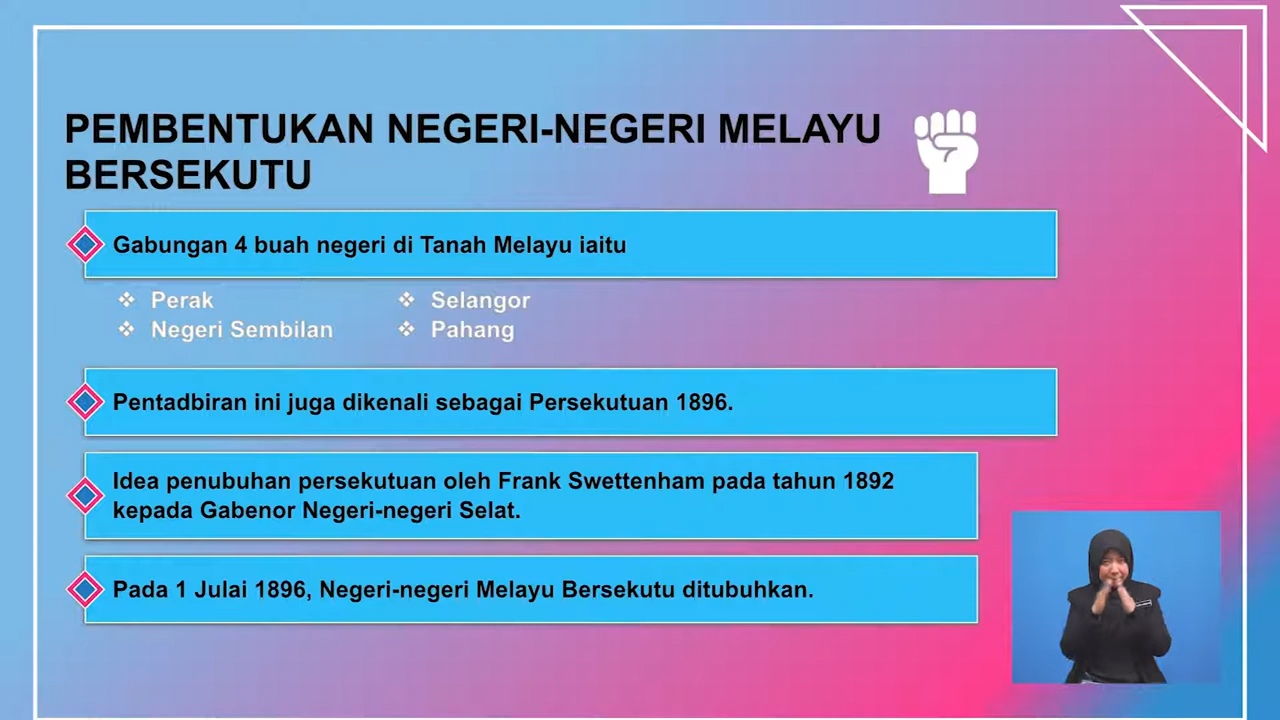 PEMBENTUKAN NEGERI-NEGERI MELAYU
BERSEKUTU
Gabungan 4 buah negeri di Tanah Melayu iaitu
Perak
Negeri Sembilan
Selangor
Pahang
Pentadbiran ini juga dikenali sebagai Persekutuan 1896.
Idea penubuhan persekutuan oleh Frank Swettenham pada tahun 1892
kepada Gabenor Negeri-negeri Selat.
Pada 1 Julai 1896, Negeri-negeri Melayu Bersekutu ditubuhkan.